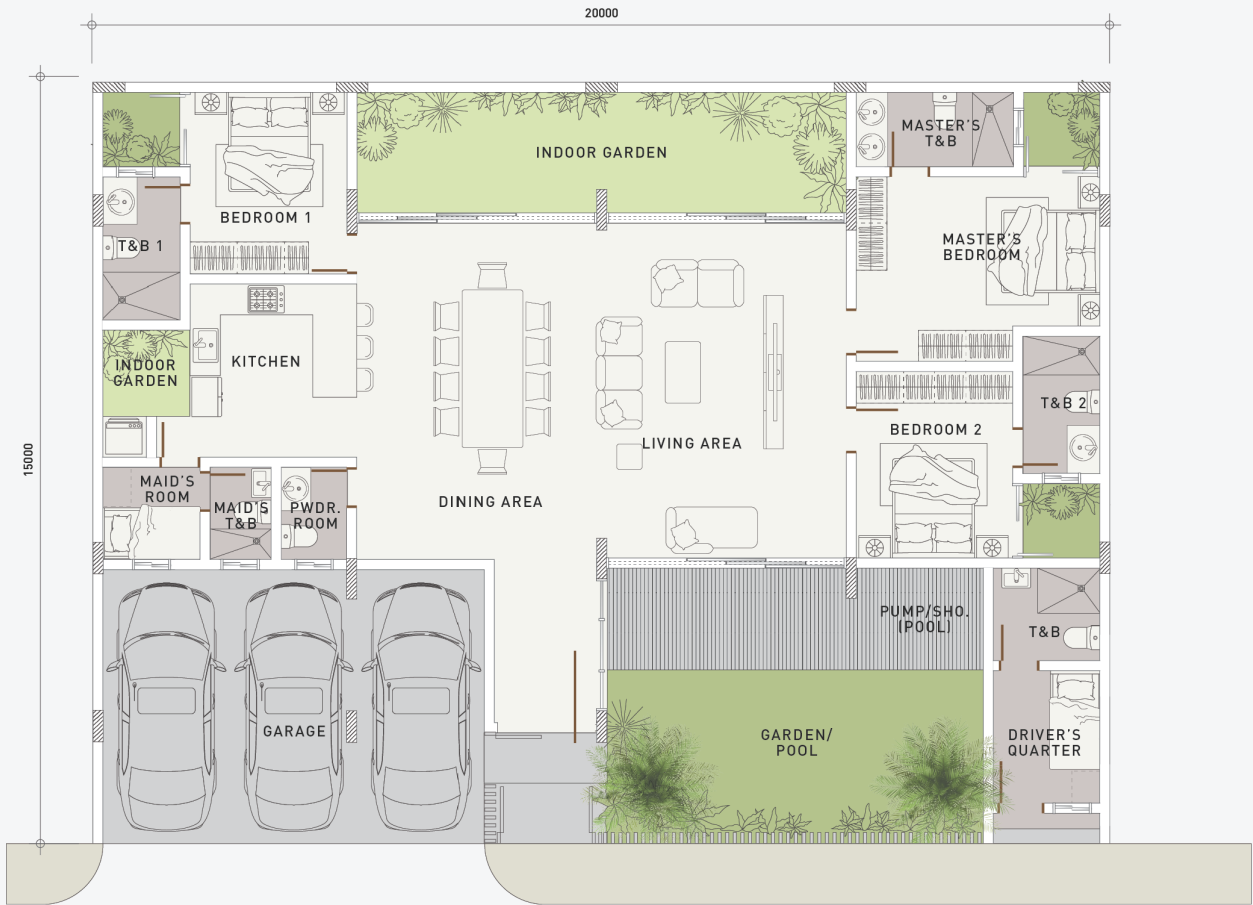 20000
15000
INDOOR GARDEN
MASTER'S
T&B
BEDROOM 1
T&B 1
MASTER'S
BEDROOM
KITCHEN
INDOOR
GARDEN
T&B 2
BEDROOM 2
LIVING AREA
DINING AREA
MAID'S
ROOM
MAID'S
T&B
PWDR.
ROOM
PUMP/SHO.
(POOL)
T&B
GARAGE
GARDEN/
POOL
DRIVER'S
QUARTER